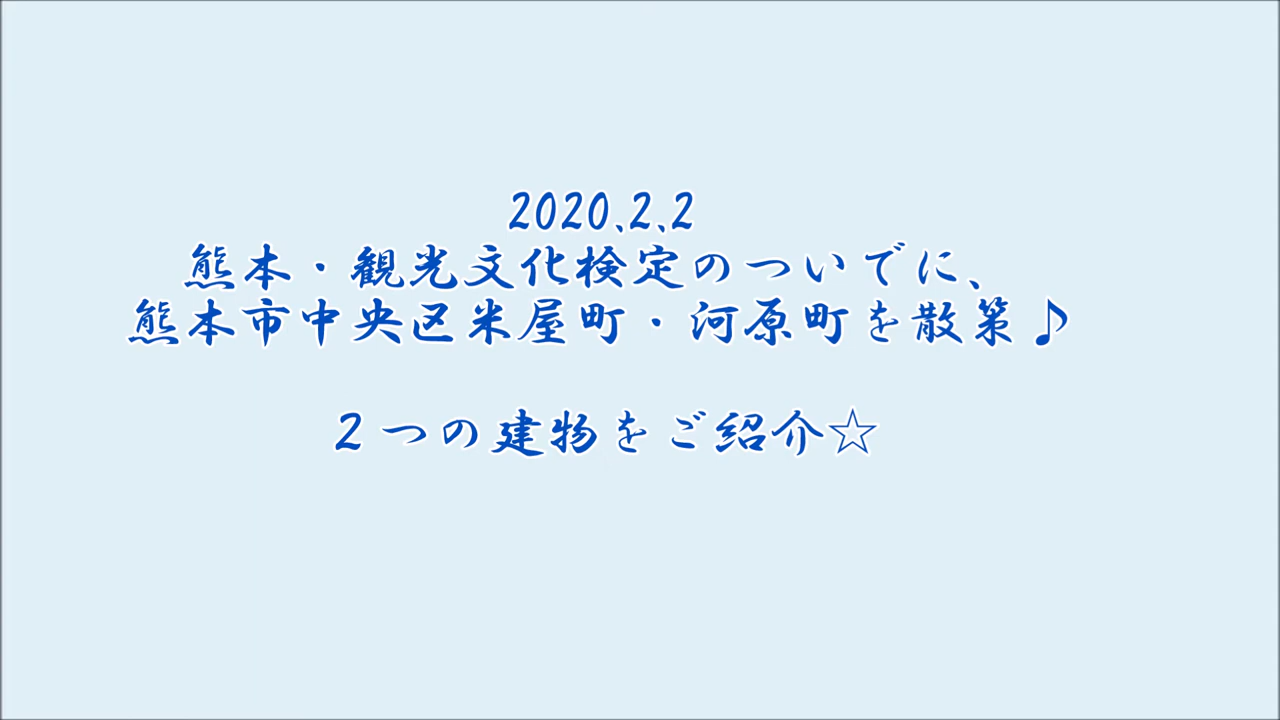 2020.2.2
熊本・観光文化検定のついでに、
熊本市中央区米屋町・河原町を散策♪
２つの建物をご紹介☆